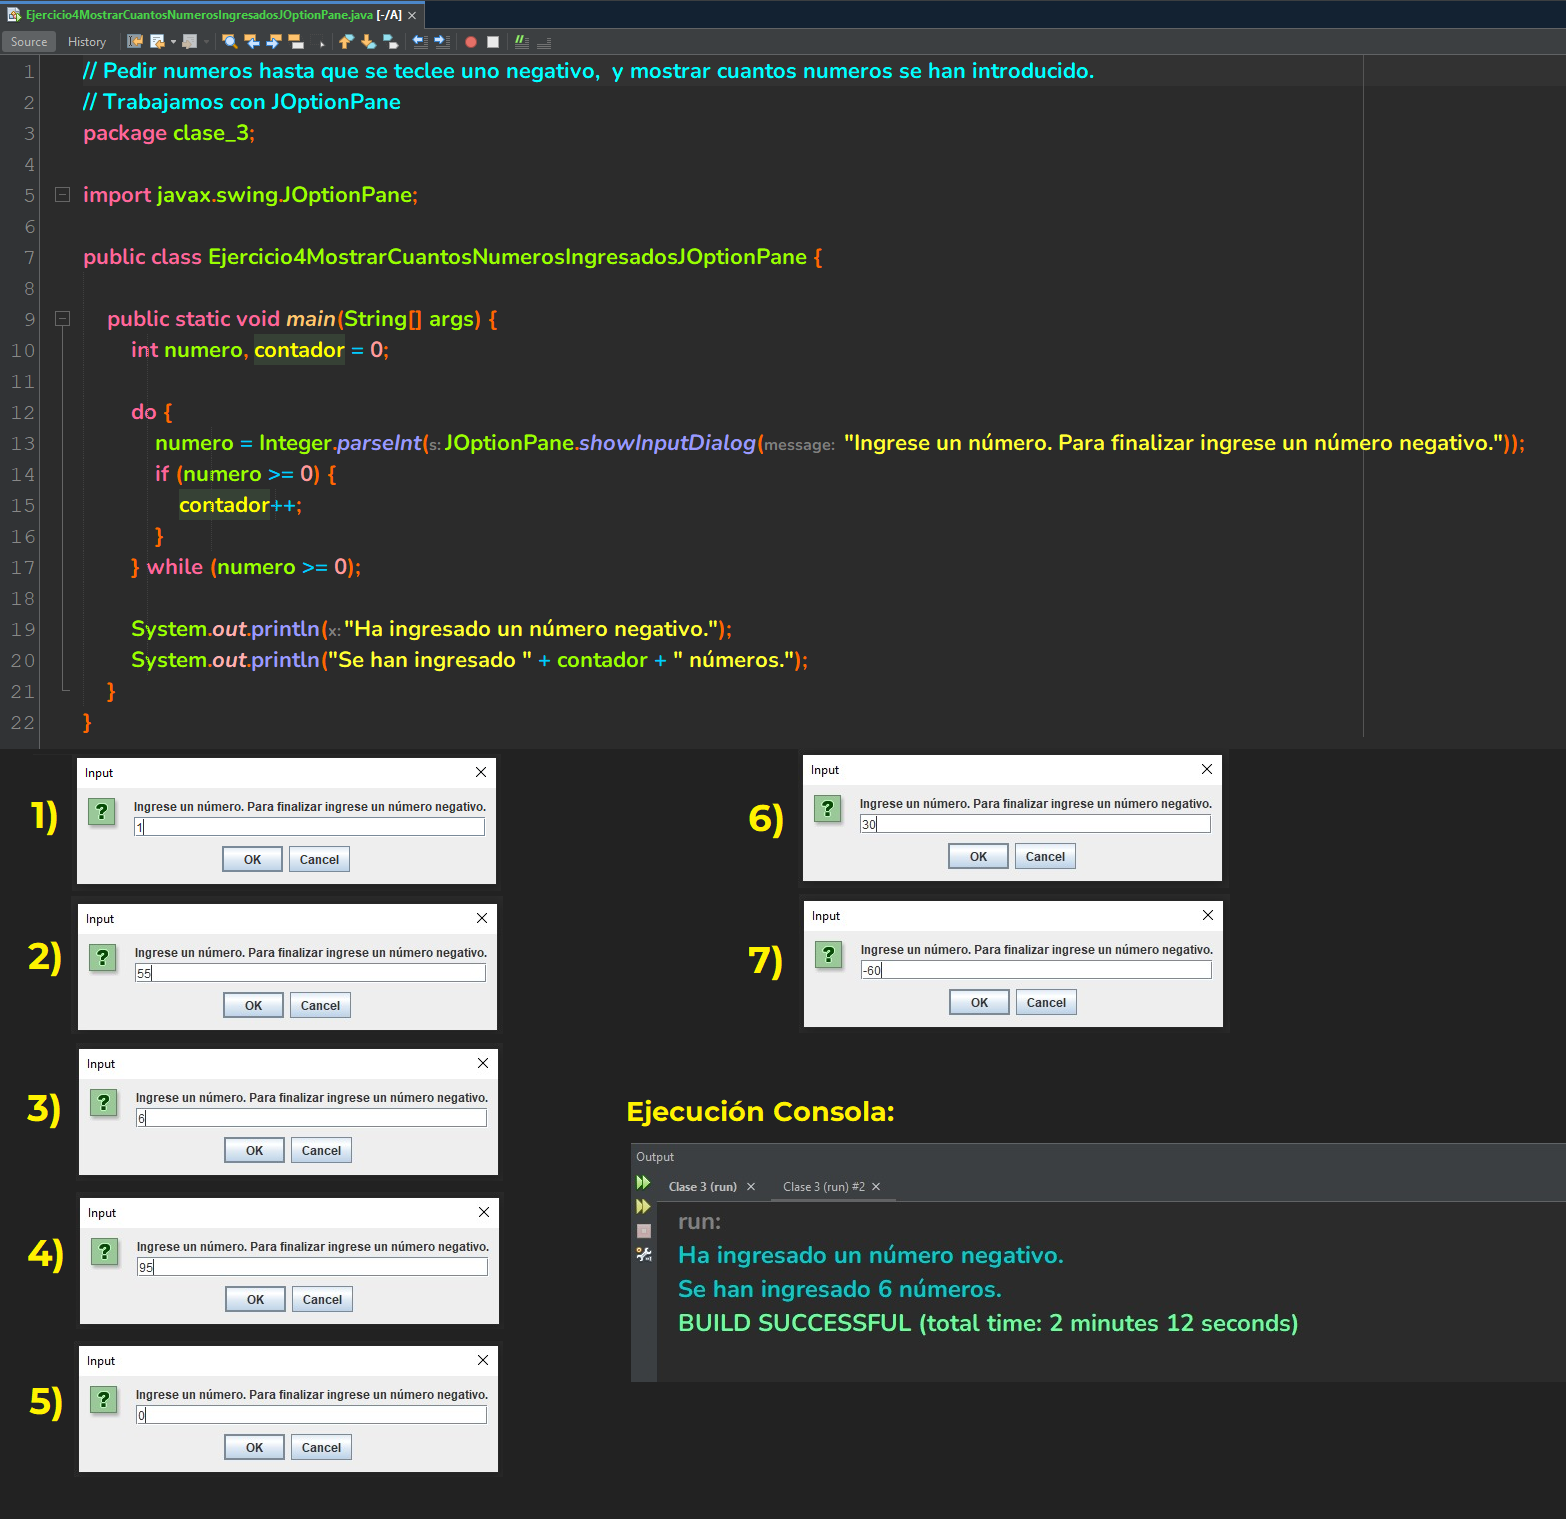 Ejercicio4MostrarCuantosNumerosIngresadosJOptionPane.java [-/A] ×
Source History
1 // Pedir numeros hasta que se teclee uno negativo,  y mostrar cuantos numeros se han introducido.
2 // Trabajamos con JOptionPane
3 package clase_3;
4
5 import javax.swing.JOptionPane;
6
7 public class Ejercicio4MostrarCuantosNumerosIngresadosJOptionPane {
8
9 public static void main(String[] args) {
10 int numero, contador = 0;
11
12 do {
13 numero = Integer.parseInt(s: JOptionPane.showInputDialog(message: "Ingrese un número. Para finalizar ingrese un número negativo."));
14 if (numero >= 0) {
15 contador++;
16 }
17 } while (numero >= 0);
18
19 System.out.println(x: "Ha ingresado un número negativo.");
20 System.out.println("Se han ingresado " + contador + " números.");
21 }
22 }
1)
Input
Ingrese un número. Para finalizar ingrese un número negativo.
1
OK Cancel
2)
Input
Ingrese un número. Para finalizar ingrese un número negativo.
55
OK Cancel
3)
Input
Ingrese un número. Para finalizar ingrese un número negativo.
6
OK Cancel
4)
Input
Ingrese un número. Para finalizar ingrese un número negativo.
95
OK Cancel
5)
Input
Ingrese un número. Para finalizar ingrese un número negativo.
0
OK Cancel
6)
Input
Ingrese un número. Para finalizar ingrese un número negativo.
30
OK Cancel
7)
Input
Ingrese un número. Para finalizar ingrese un número negativo.
-60
OK Cancel
Ejecución Consola:
Output
Clase 3 (run) × Clase 3 (run) #2 ×
run:
Ha ingresado un número negativo.
Se han ingresado 6 números.
BUILD SUCCESSFUL (total time: 2 minutes 12 seconds)